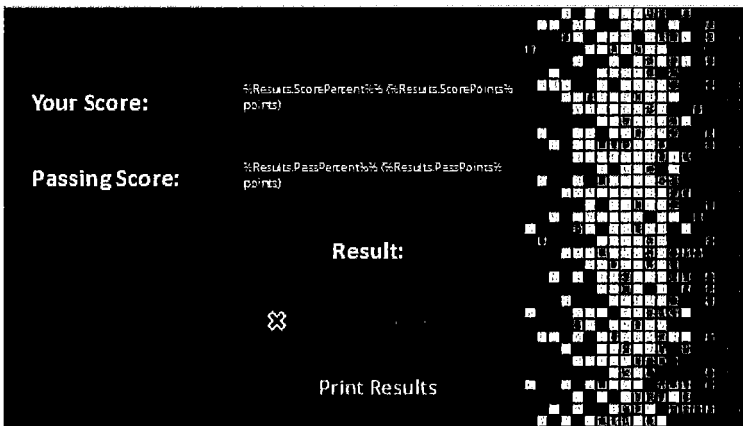 Your Score:
%Results.ScorePercent%% (%Results.ScorePoints%
points)
Passing Score:
%Results.PassPercent%% (%Results.PassPoints%
points)
Result:
Print Results